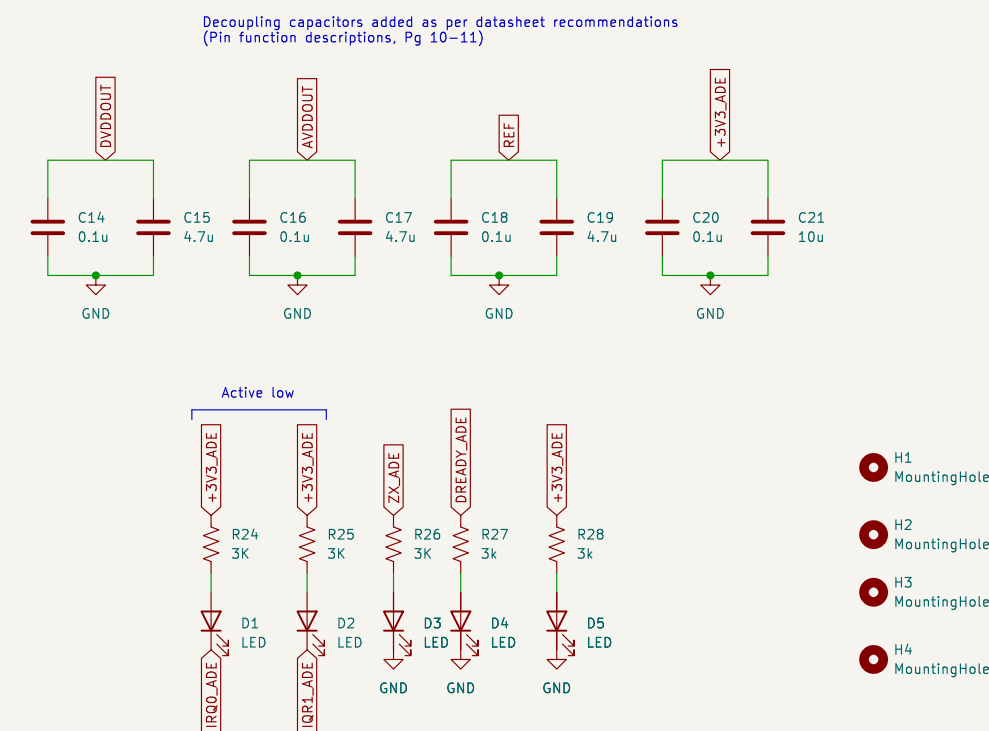 Decoupling capacitors added as per datasheet recommendations
(Pin function descriptions, Pg 10-11)
DVDDOUT
AVDDOUT
REF
+3V3_ADE
C14
0.1u
C15
4.7u
C16
0.1u
C17
4.7u
C18
0.1u
C19
4.7u
C20
0.1u
C21
10u
GND
GND
GND
GND
Active low
+3V3_ADE
+3V3_ADE
ZX_ADE
DREADY_ADE
+3V3_ADE
R24
3K
R25
3K
R26
3K
R27
3k
R28
3k
D1
LED
D2
LED
D3
LED
D4
LED
D5
LED
IRQ0_ADE
IQR1_ADE
GND
GND
GND
H1
MountingHole
H2
MountingHole
H3
MountingHole
H4
MountingHole